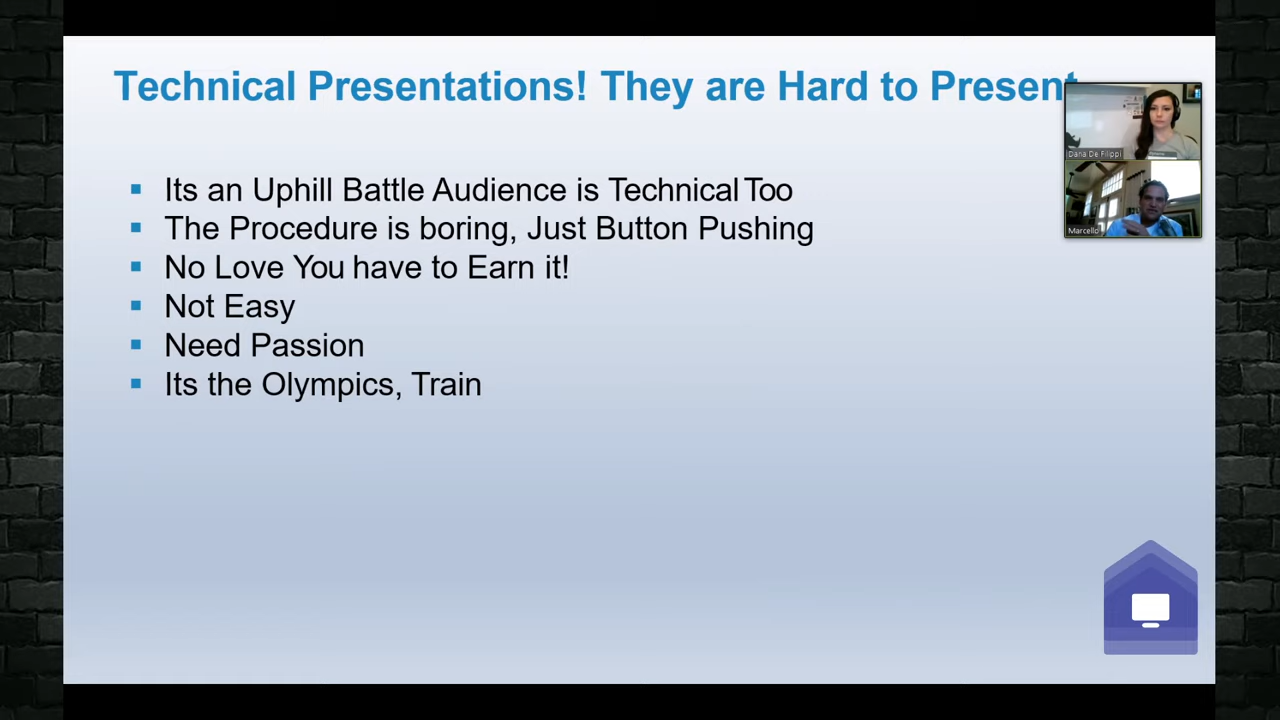 Technical Presentations! They are Hard to Present
Its an Uphill Battle Audience is Technical Too
The Procedure is boring, Just Button Pushing
No Love You have to Earn it!
Not Easy
Need Passion
Its the Olympics, Train
Dana De Filippi
Marcello